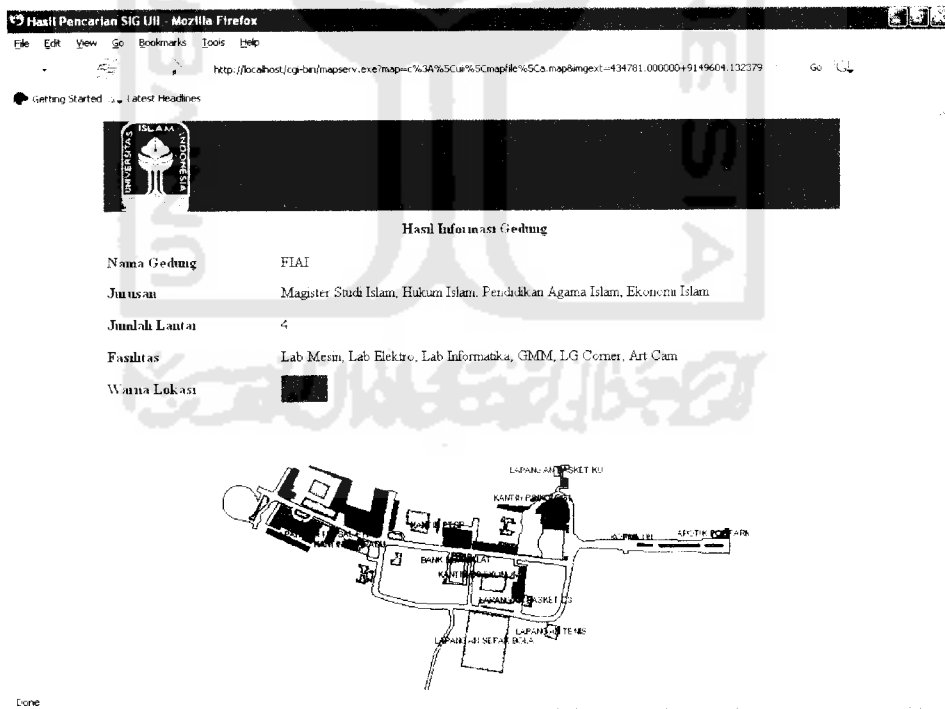 Hasil Pencarian SIG UII - Mozilla Firefox
File Edit View Go Bookmarks Tools Help
http://localhost/cgi-bin/mapserv.exe?map=c%3A%5Cuii%5Cmapfile%5Ca.map&imgext=434781.000000+9149604.132379 Go
Getting Started Latest Headlines
UNIVERSITAS ISLAM INDONESIA
Hasil Informasi Gedung
Nama Gedung FIAI
Jurusan Magister Studi Islam, Hukum Islam, Pendidikan Agama Islam, Ekonomi Islam
Jumlah Lantai 4
Fasilitas Lab Mesin, Lab Elektro, Lab Informatika, GMM, LG Corner, Art Cam
Warna Lokasi
LAPANGAN BASKET KU
KANTIN
KANTIN
APOTIK
BANK
KANTIN
LAPANGAN BASKET
LAPANGAN TENIS
LAPANGAN SEPAK BOLA
Done